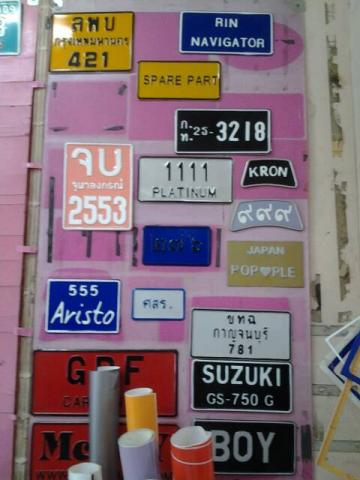 ลพบ
กรุงเทพมหานคร
421
RIN
NAVIGATOR
SPARE PART
ก.
ท.
25-3218
จบ
จุฬาลงกรณ์
2553
1111
PLATINUM
KRON
๙๙๙
JAPAN
POP♥PLE
555
Aristo
ศสร.
ขทฉ
กาญจนบุรี
781
SUZUKI
GS-750 G
BOY